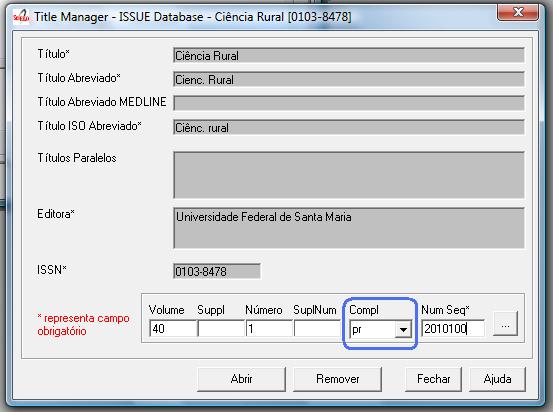 Title Manager - ISSUE Database - Ciência Rural [0103-8478]
Título* Ciência Rural
Título Abreviado* Cienc. Rural
Título Abreviado MEDLINE
Título ISO Abreviado* Ciênc. rural
Títulos Paralelos
Editora* Universidade Federal de Santa Maria
ISSN* 0103-8478
* representa campo obrigatório
Volume Suppl Número SuplNum Compl Num Seq*
40 1 pr 2010100 ...
Abrir Remover Fechar Ajuda